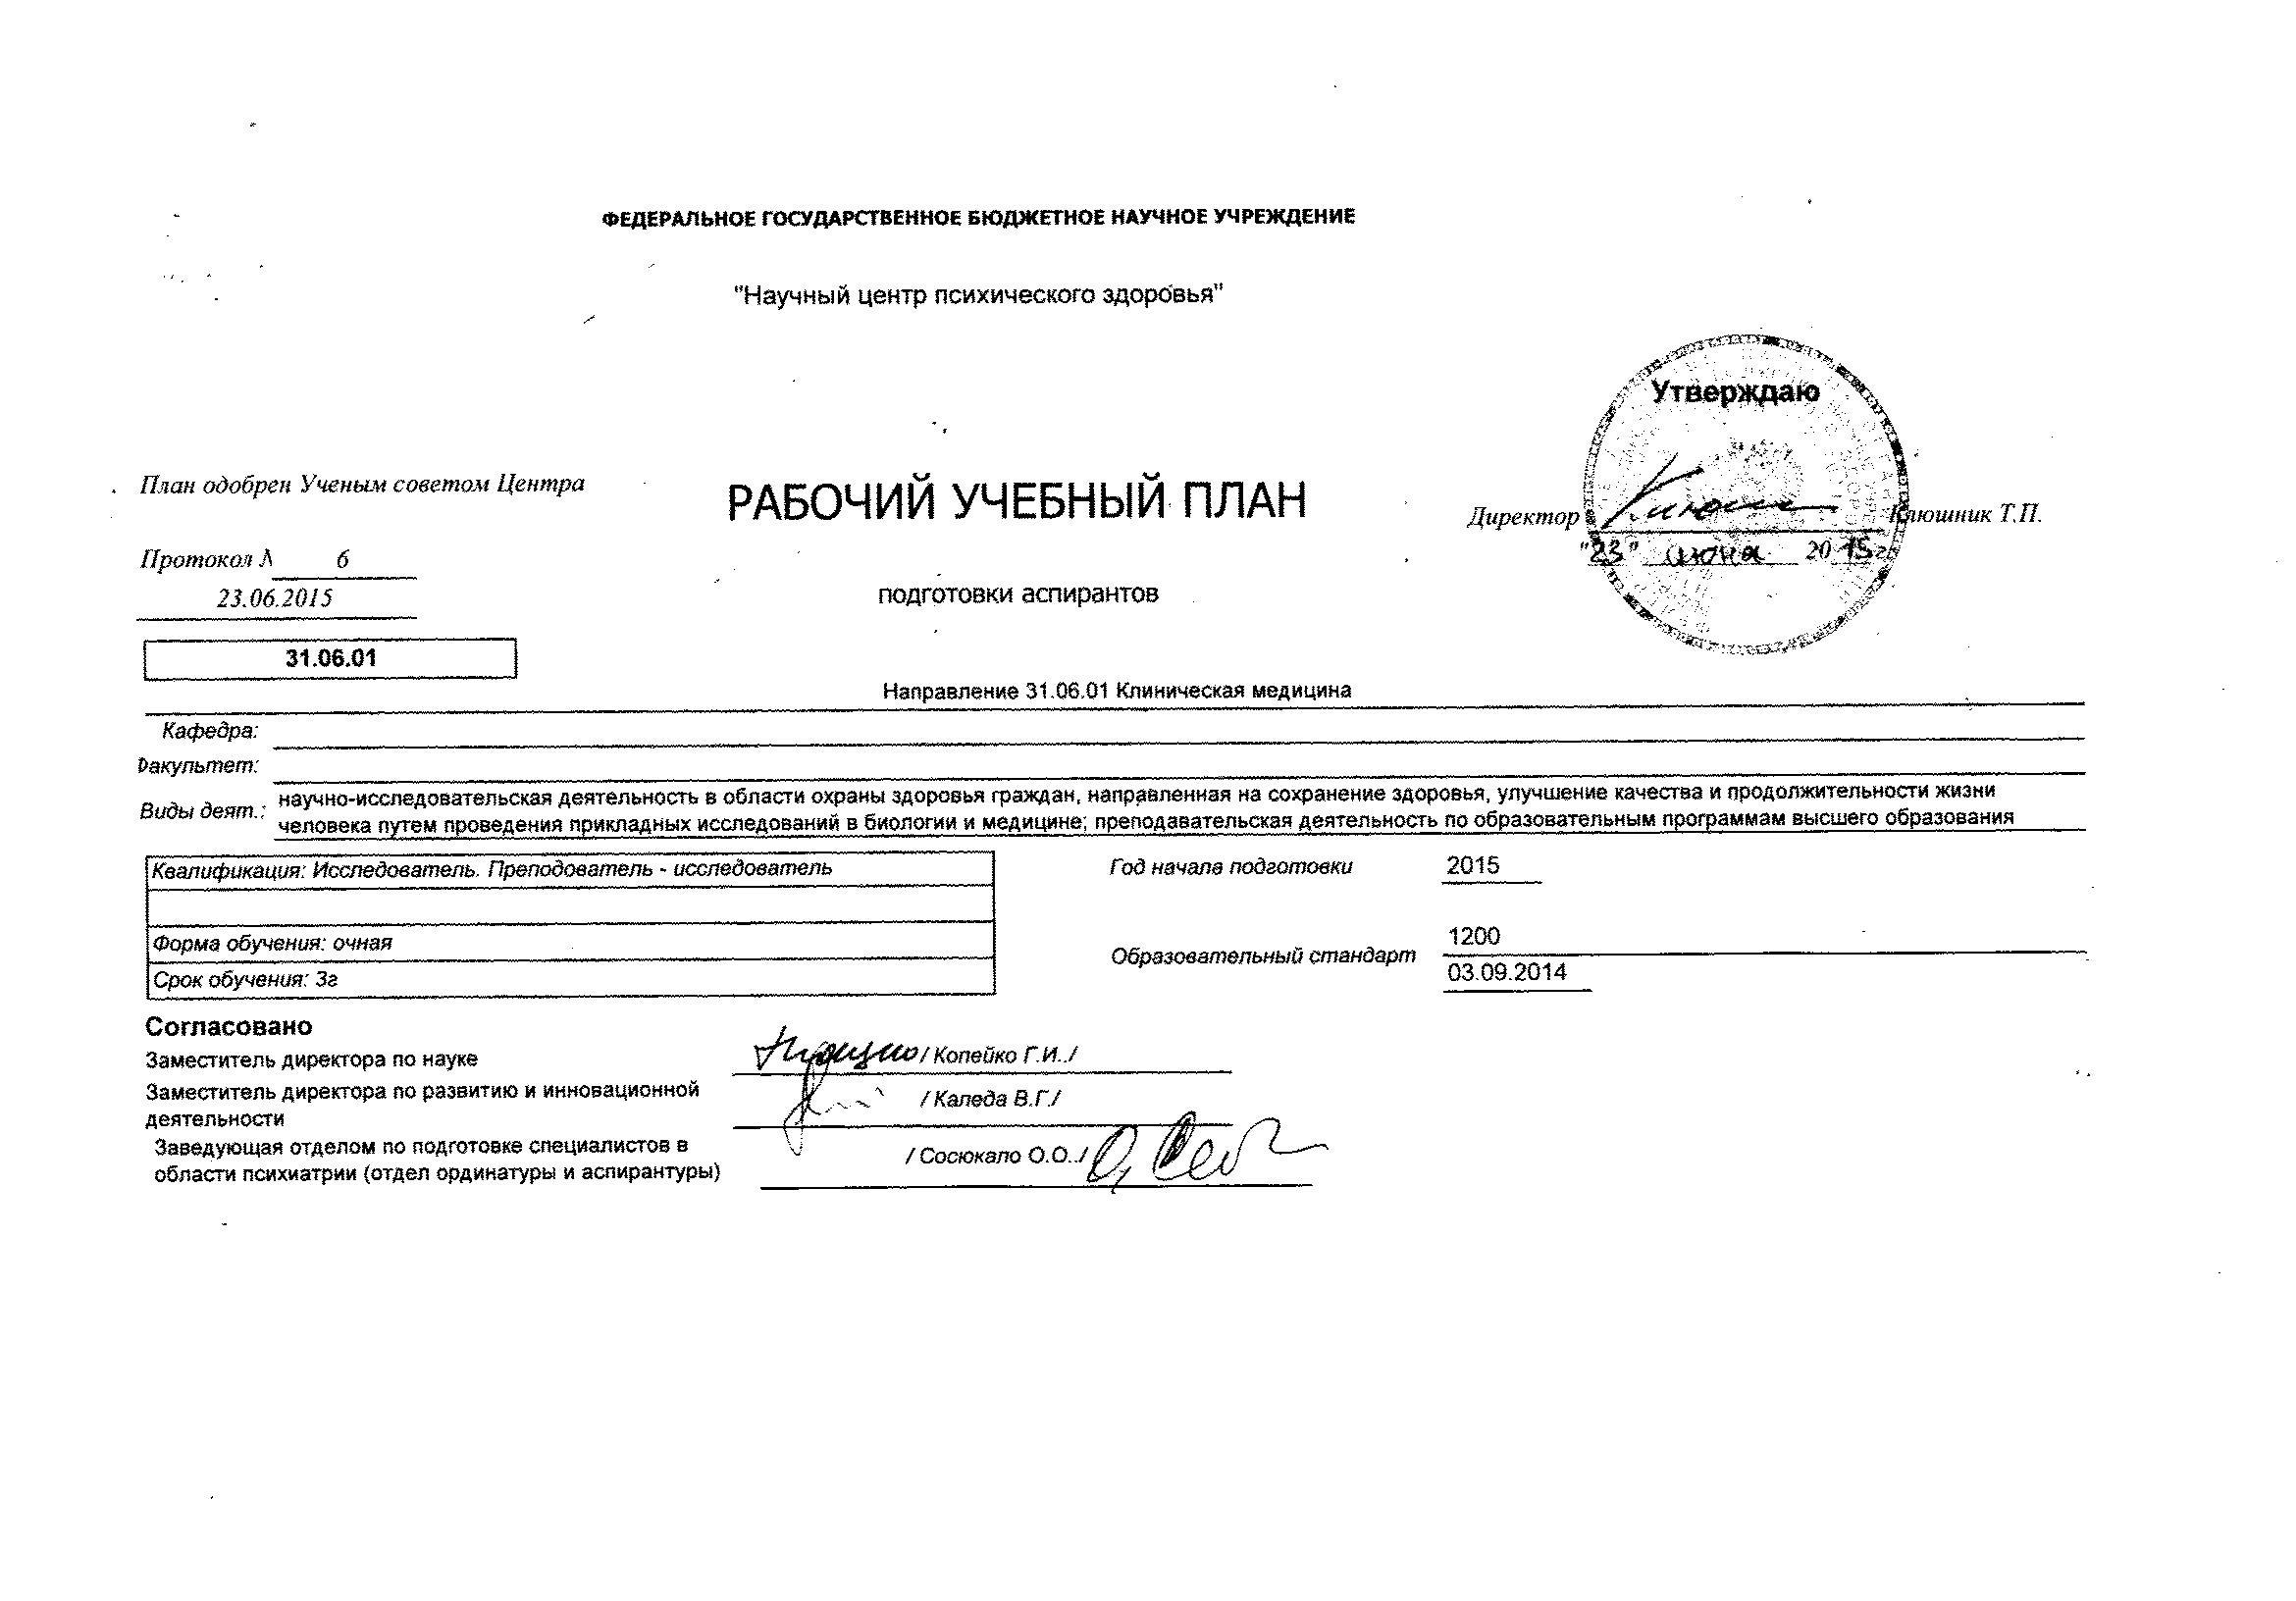 ФЕДЕРАЛЬНОЕ ГОСУДАРСТВЕННОЕ БЮДЖЕТНОЕ НАУЧНОЕ УЧРЕЖДЕНИЕ
"Научный центр психического здоровья"
Утверждаю
План одобрен Ученым советом Центра
РАБОЧИЙ УЧЕБНЫЙ ПЛАН
Директор Клюшник Т.П.
"23" июня 2015г
Протокол № 6
23.06.2015
подготовки аспирантов
31.06.01
Направление 31.06.01 Клиническая медицина
Кафедра:
Факультет:
Виды деят.: научно-исследовательская деятельность в области охраны здоровья граждан, направленная на сохранение здоровья, улучшение качества и продолжительности жизни
человека путем проведения прикладных исследований в биологии и медицине; преподавательская деятельность по образовательным программам высшего образования
Квалификация: Исследователь. Преподователь - исследователь
Год начала подготовки 2015
Форма обучения: очная
Срок обучения: 3г
Образовательный стандарт 1200
03.09.2014
Согласовано
Заместитель директора по науке / Копейко Г.И../
Заместитель директора по развитию и инновационной
деятельности / Каледа В.Г./
Заведующая отделом по подготовке специалистов в
области психиатрии (отдел ординатуры и аспирантуры) / Сосюкало О.О../